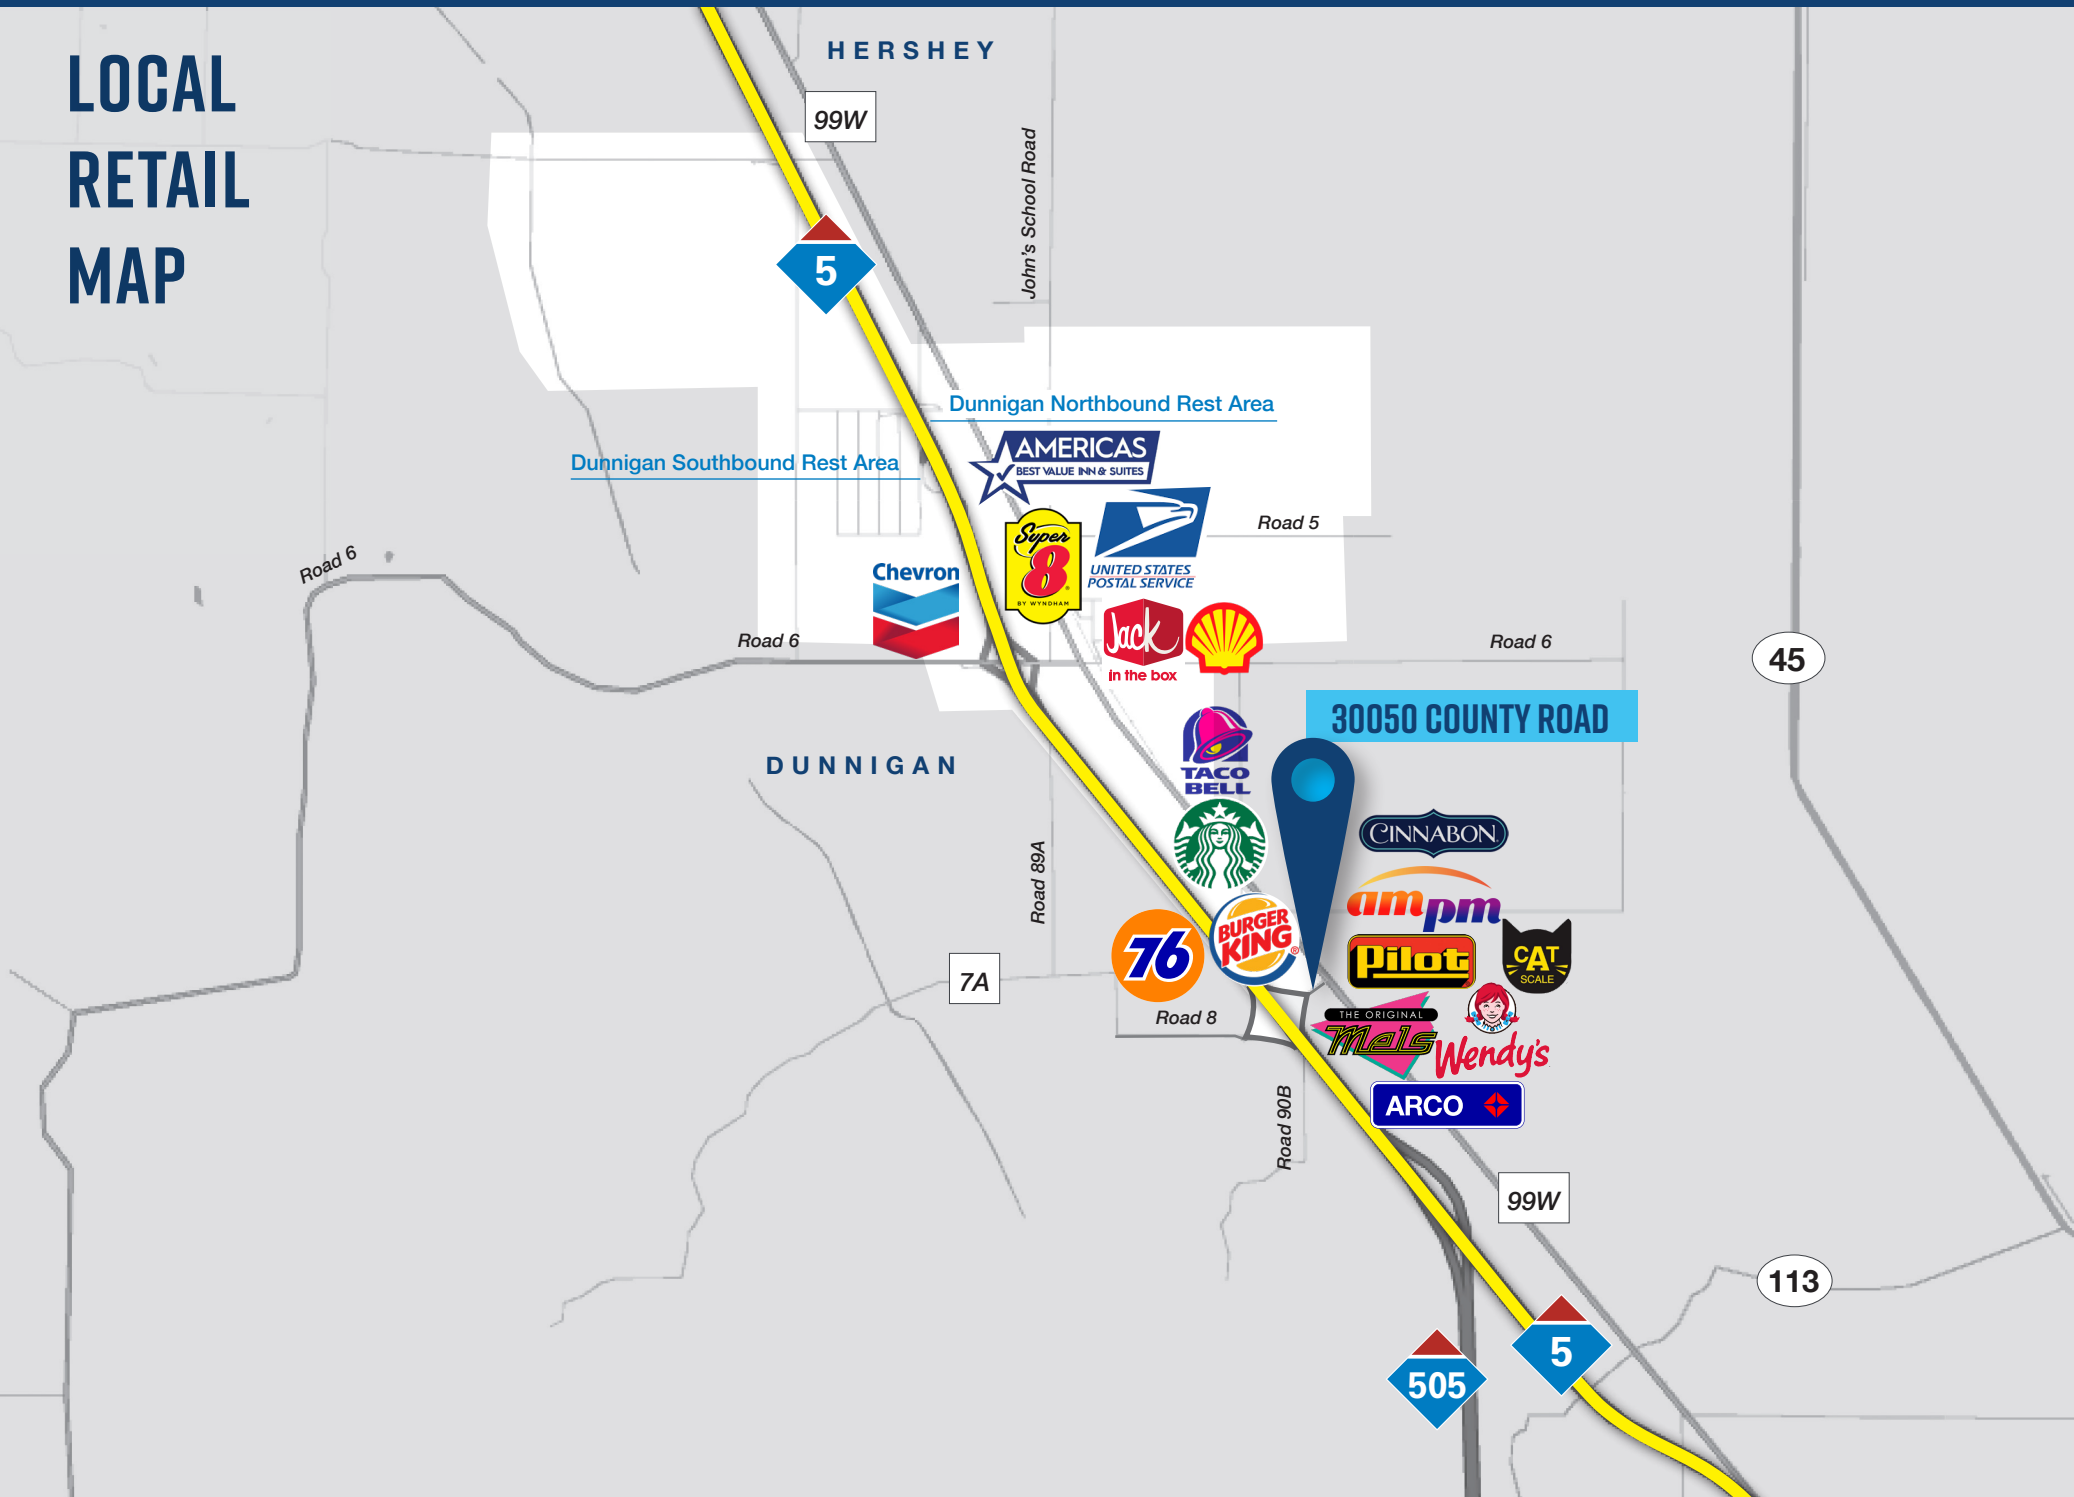 LOCAL
RETAIL
MAP
HERSHEY
99W
John's School Road
5
Dunnigan Northbound Rest Area
Dunnigan Southbound Rest Area
AMERICAS
BEST VALUE INN & SUITES
Road 5
Super
8
BY WYNDHAM
UNITED STATES
POSTAL SERVICE
Chevron
Road 6
Road 6
Jack
in the box
Road 6
45
30050 COUNTY ROAD
TACO
BELL
DUNNIGAN
CINNABON
Road 89A
ampm
76
BURGER
KING
Pilot
CAT
SCALE
7A
Road 8
THE ORIGINAL
Mels
Wendy's
ARCO
Road 90B
99W
113
5
505